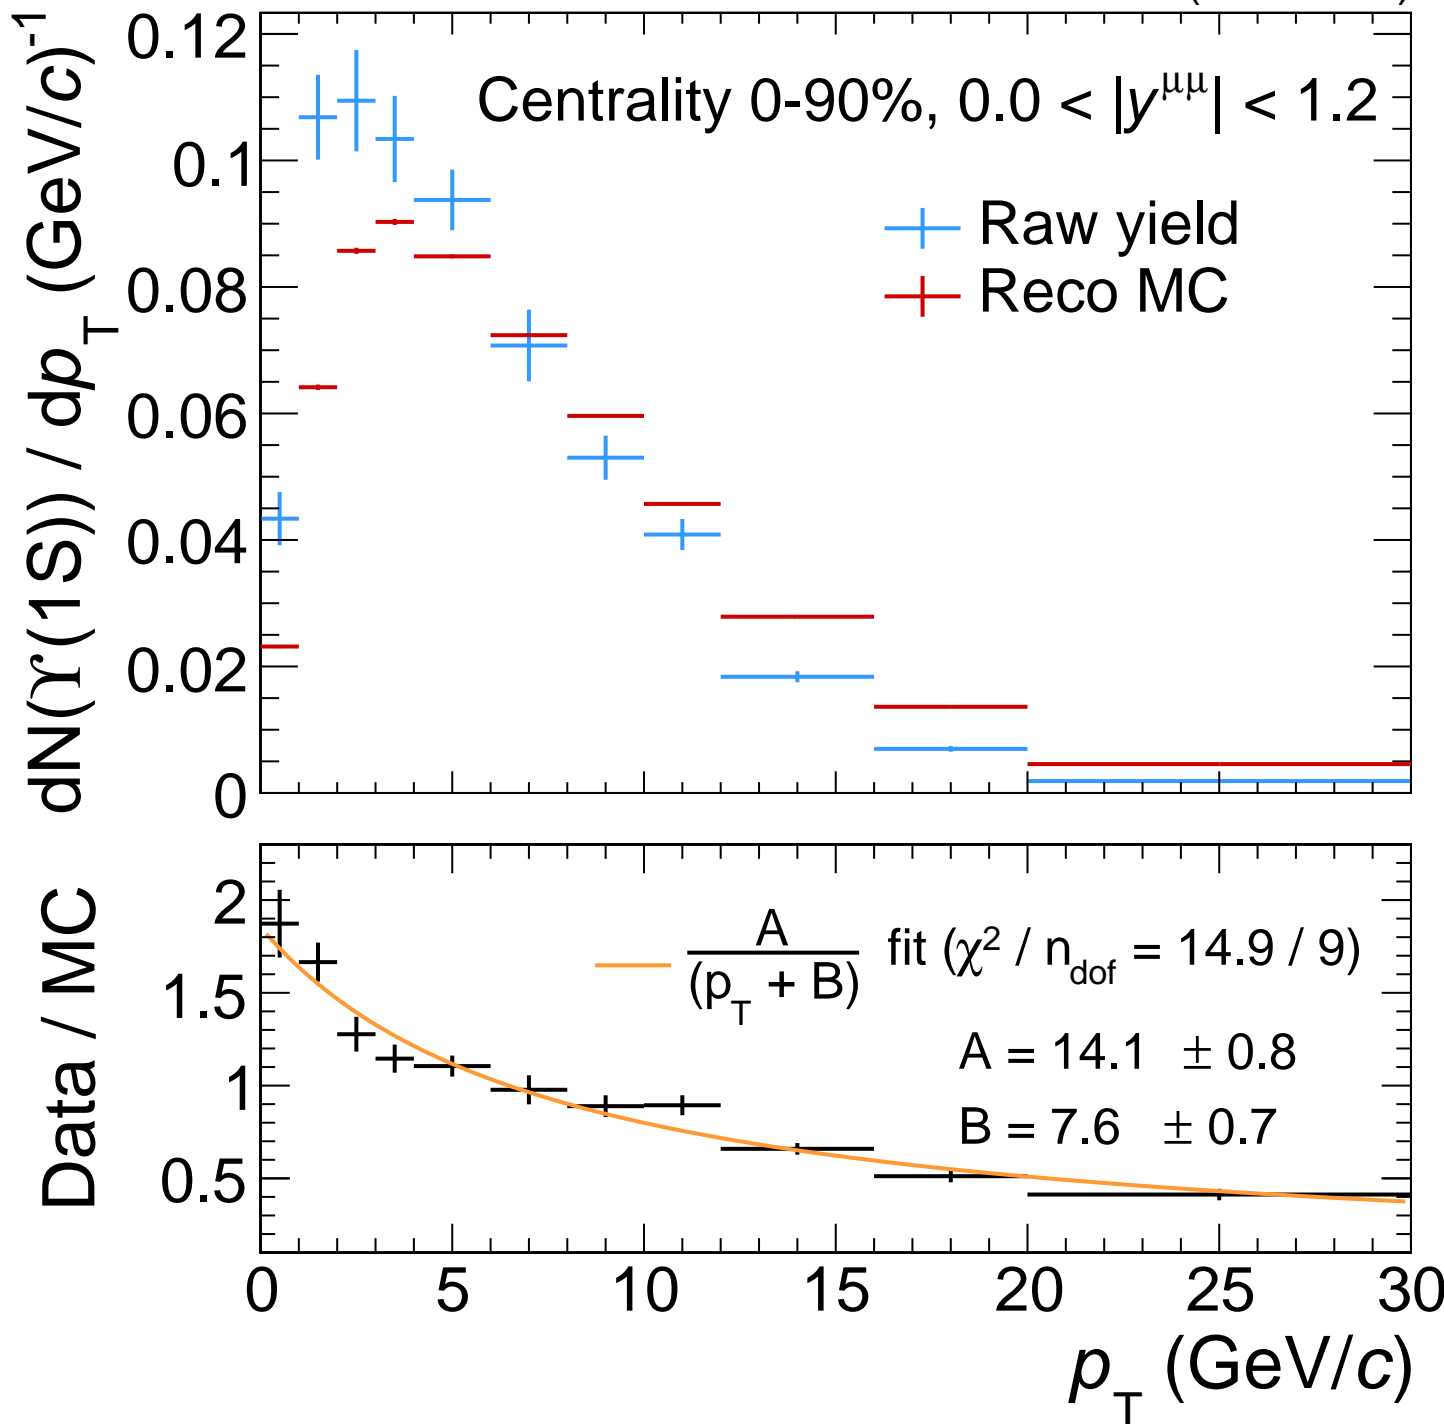 Centrality 0-90%, 0.0 < |y^μμ| < 1.2
Raw yield
Reco MC
dN(ϒ(1S)) / dp_T (GeV/c)^-1
0.12
0.1
0.08
0.06
0.04
0.02
0
Data / MC
2
1.5
1
0.5
A
(p_T + B)
fit (χ² / n_dof = 14.9 / 9)
A = 14.1 ± 0.8
B = 7.6 ± 0.7
0 5 10 15 20 25 30
p_T (GeV/c)